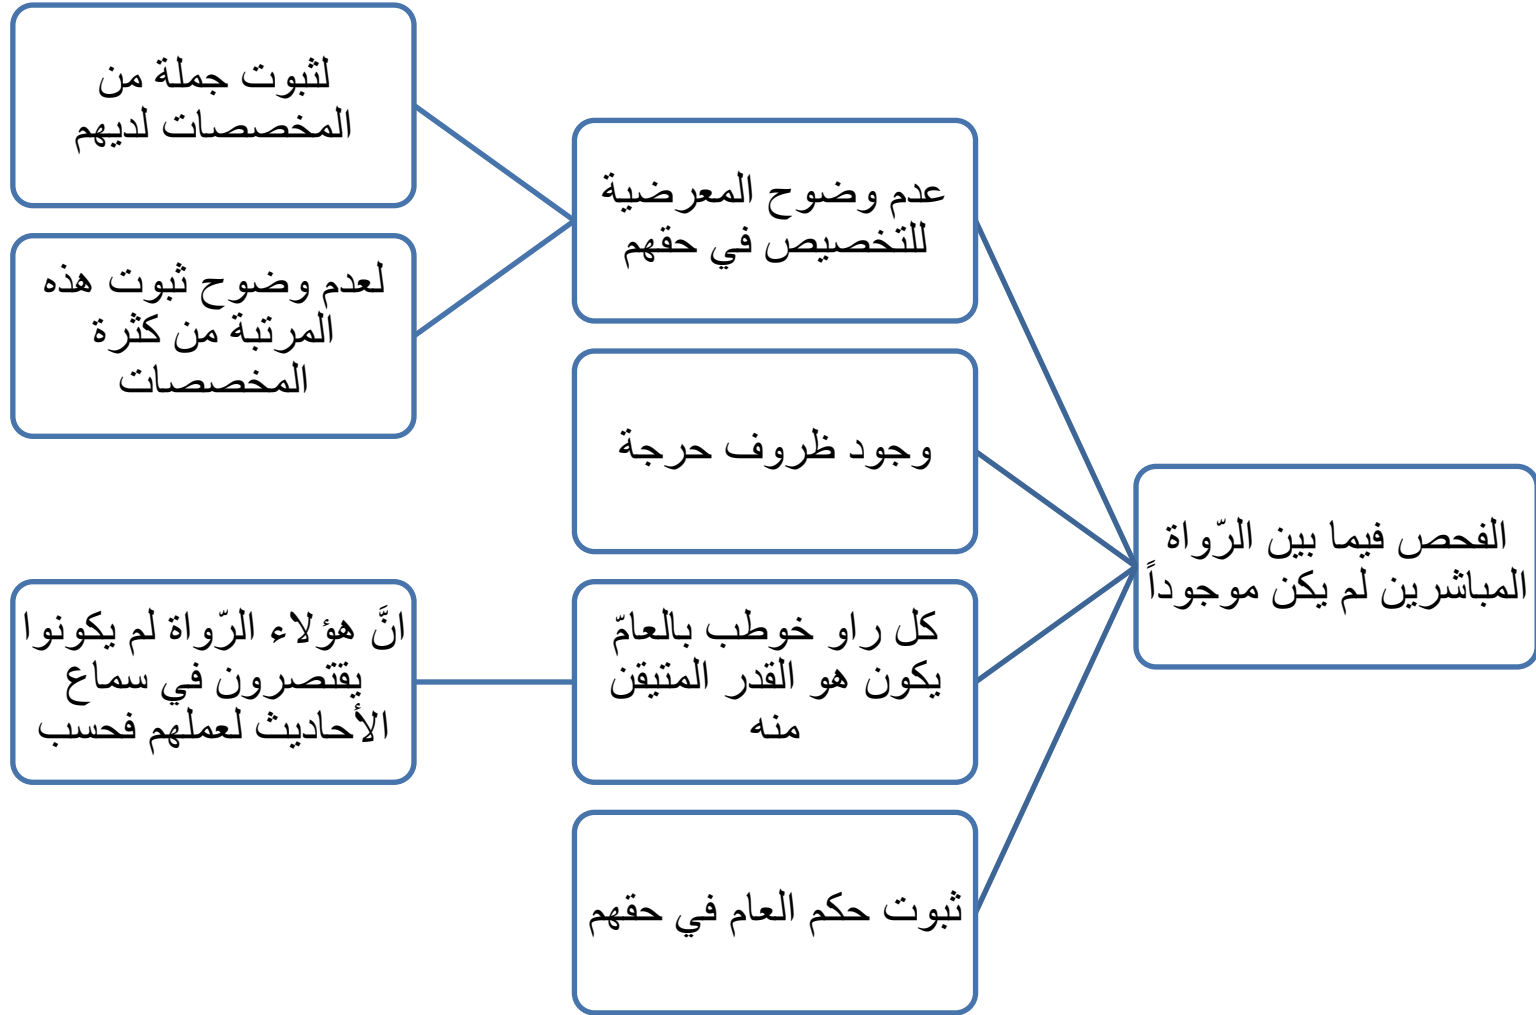 الفحص فيما بين الرّواة
المباشرين لم يكن موجوداً
عدم وضوح المعرضية
للتخصيص في حقهم
لثبوت جملة من
المخصصات لديهم
لعدم وضوح ثبوت هذه
المرتبة من كثرة
المخصصات
وجود ظروف حرجة
كل راو خوطب بالعامّ
يكون هو القدر المتيقن
منه
انَّ هؤلاء الرّواة لم يكونوا
يقتصرون في سماع
الأحاديث لعملهم فحسب
ثبوت حكم العام في حقهم